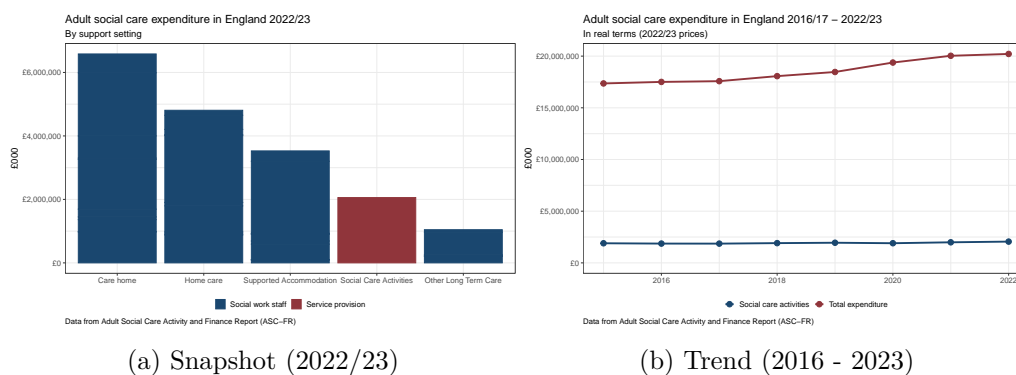 Adult social care expenditure in England 2022/23
By support setting
£000
£6,000,000
£4,000,000
£2,000,000
£0
Care home Home care Supported Accommodation Social Care Activities Other Long Term Care
Social work staff Service provision
Data from Adult Social Care Activity and Finance Report (ASC–FR)
(a) Snapshot (2022/23)
Adult social care expenditure in England 2016/17 – 2022/23
In real terms (2022/23 prices)
£000
£20,000,000
£15,000,000
£10,000,000
£5,000,000
£0
2016 2018 2020 2022
Social care activities Total expenditure
Data from Adult Social Care Activity and Finance Report (ASC–FR)
(b) Trend (2016 - 2023)